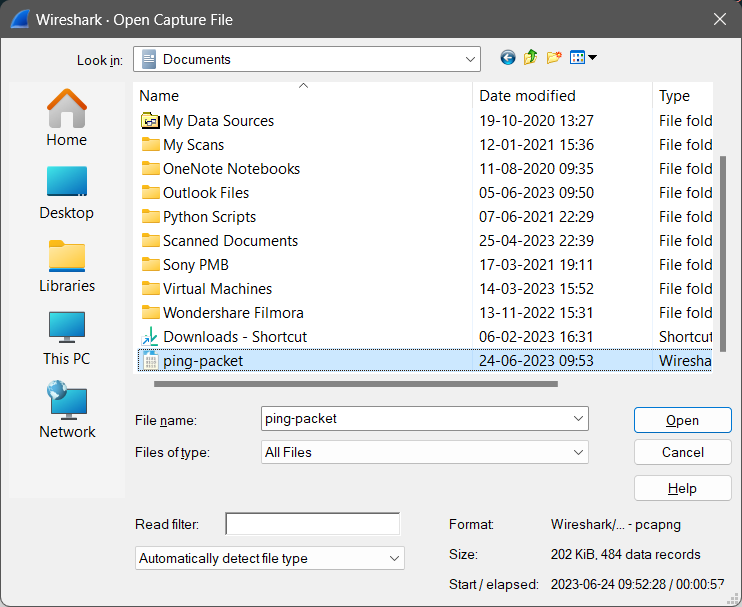 Wireshark · Open Capture File
Look in: Documents
Home
Desktop
Libraries
This PC
Network
Name Date modified Type
My Data Sources 19-10-2020 13:27 File fold
My Scans 12-01-2021 15:36 File fold
OneNote Notebooks 11-08-2020 09:35 File fold
Outlook Files 05-06-2023 09:50 File fold
Python Scripts 07-06-2021 22:29 File fold
Scanned Documents 25-04-2023 22:39 File fold
Sony PMB 17-03-2021 19:11 File fold
Virtual Machines 14-03-2023 15:52 File fold
Wondershare Filmora 13-11-2022 15:31 File fold
Downloads - Shortcut 06-02-2023 16:31 Shortcut
ping-packet 24-06-2023 09:53 Wiresha
File name: ping-packet Open
Files of type: All Files Cancel
Help
Read filter: Format: Wireshark/... - pcapng
Automatically detect file type Size: 202 KiB, 484 data records
Start / elapsed: 2023-06-24 09:52:28 / 00:00:57